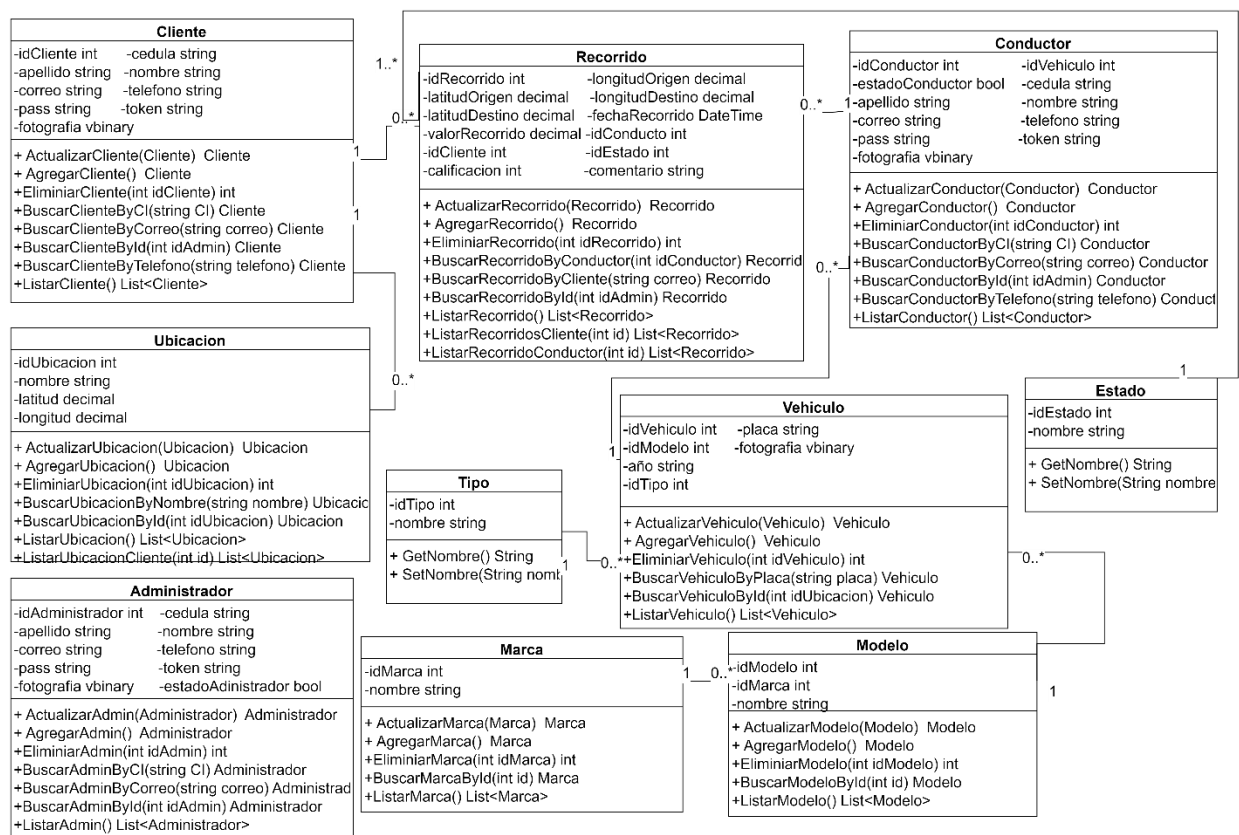 Cliente
-idCliente int -cedula string
-apellido string -nombre string
-correo string -telefono string
-pass string -token string
-fotografia vbinary
+ ActualizarCliente(Cliente) Cliente
+ AgregarCliente() Cliente
+EliminiarCliente(int idCliente) int
+BuscarClienteByCI(string CI) Cliente
+BuscarClienteByCorreo(string correo) Cliente
+BuscarClienteById(int idAdmin) Cliente
+BuscarClienteByTelefono(string telefono) Cliente
+ListarCliente() List<Cliente>
1
1
1..*
0..*
Recorrido
-idRecorrido int -longitudOrigen decimal
-latitudOrigen decimal -longitudDestino decimal
-latitudDestino decimal -fechaRecorrido DateTime
-valorRecorrido decimal -idConducto int
-idCliente int -idEstado int
-calificacion int -comentario string
+ ActualizarRecorrido(Recorrido) Recorrido
+ AgregarRecorrido() Recorrido
+EliminiarRecorrido(int idRecorrido) int
+BuscarRecorridoByConductor(int idConductor) Recorrid
+BuscarRecorridoByCliente(string correo) Recorrido
+BuscarRecorridoById(int idAdmin) Recorrido
+ListarRecorrido() List<Recorrido>
+ListarRecorridosCliente(int id) List<Recorrido>
+ListarRecorridoConductor(int id) List<Recorrido>
0..*
1
0..*
Conductor
-idConductor int -idVehiculo int
-estadoConductor bool -cedula string
-apellido string -nombre string
-correo string -telefono string
-pass string -token string
-fotografia vbinary
+ ActualizarConductor(Conductor) Conductor
+ AgregarConductor() Conductor
+EliminiarConductor(int idConductor) int
+BuscarConductorByCI(string CI) Conductor
+BuscarConductorByCorreo(string correo) Conductor
+BuscarConductorById(int idAdmin) Conductor
+BuscarConductorByTelefono(string telefono) Conduct
+ListarConductor() List<Conductor>
Ubicacion
-idUbicacion int
-nombre string
-latitud decimal
-longitud decimal
+ ActualizarUbicacion(Ubicacion) Ubicacion
+ AgregarUbicacion() Ubicacion
+EliminiarUbicacion(int idUbicacion) int
+BuscarUbicacionByNombre(string nombre) Ubicacic
+BuscarUbicacionById(int idUbicacion) Ubicacion
+ListarUbicacion() List<Ubicacion>
+ListarUbicacionCliente(int id) List<Ubicacion>
0..*
Tipo
-idTipo int
-nombre string
+ GetNombre() String
+ SetNombre(String noml
1
0..*
1
Vehiculo
-idVehiculo int -placa string
-idModelo int -fotografia vbinary
-año string
-idTipo int
+ ActualizarVehiculo(Vehiculo) Vehiculo
+ AgregarVehiculo() Vehiculo
+EliminiarVehiculo(int idVehiculo) int
+BuscarVehiculoByPlaca(string placa) Vehiculo
+BuscarVehiculoById(int idUbicacion) Vehiculo
+ListarVehiculo() List<Vehiculo>
0..*
1
Estado
-idEstado int
-nombre string
+ GetNombre() String
+ SetNombre(String nombre
Administrador
-idAdministrador int -cedula string
-apellido string -nombre string
-correo string -telefono string
-pass string -token string
-fotografia vbinary -estadoAdinistrador bool
+ ActualizarAdmin(Administrador) Administrador
+ AgregarAdmin() Administrador
+EliminiarAdmin(int idAdmin) int
+BuscarAdminByCI(string CI) Administrador
+BuscarAdminByCorreo(string correo) Administrad
+BuscarAdminById(int idAdmin) Administrador
+ListarAdmin() List<Administrador>
Marca
-idMarca int
-nombre string
+ ActualizarMarca(Marca) Marca
+ AgregarMarca() Marca
+EliminiarMarca(int idMarca) int
+BuscarMarcaById(int id) Marca
+ListarMarca() List<Marca>
1
0..*
Modelo
-idModelo int
-idMarca int
-nombre string
+ ActualizarModelo(Modelo) Modelo
+ AgregarModelo() Modelo
+EliminiarModelo(int idModelo) int
+BuscarModeloById(int id) Modelo
+ListarModelo() List<Modelo>
1